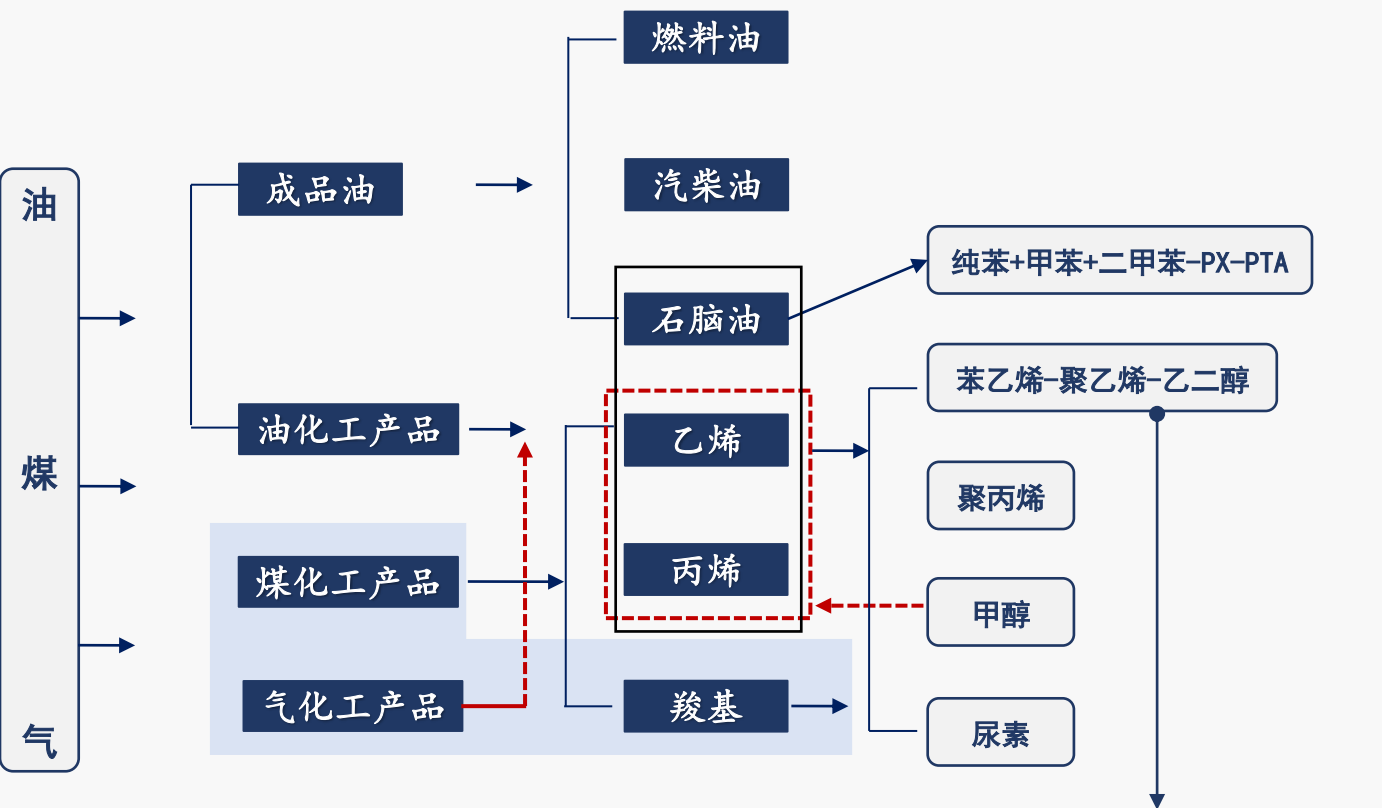 油
煤
气
成品油
油化工产品
煤化工产品
气化工产品
燃料油
汽柴油
石脑油
乙烯
丙烯
羧基
纯苯+甲苯+二甲苯-PX-PTA
苯乙烯-聚乙烯-乙二醇
聚丙烯
甲醇
尿素